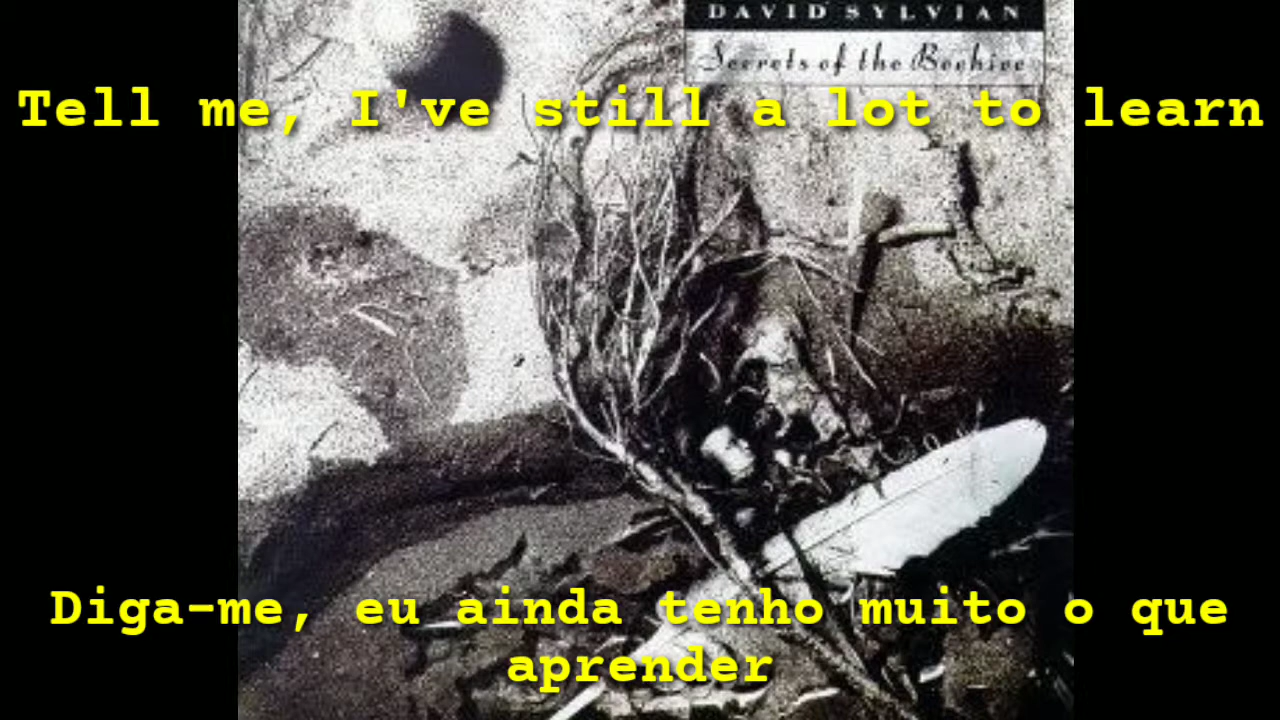 DAVID SYLVIAN
Secrets of the Beehive
Tell me, I've still a lot to learn
Diga-me, eu ainda tenho muito o que
aprender